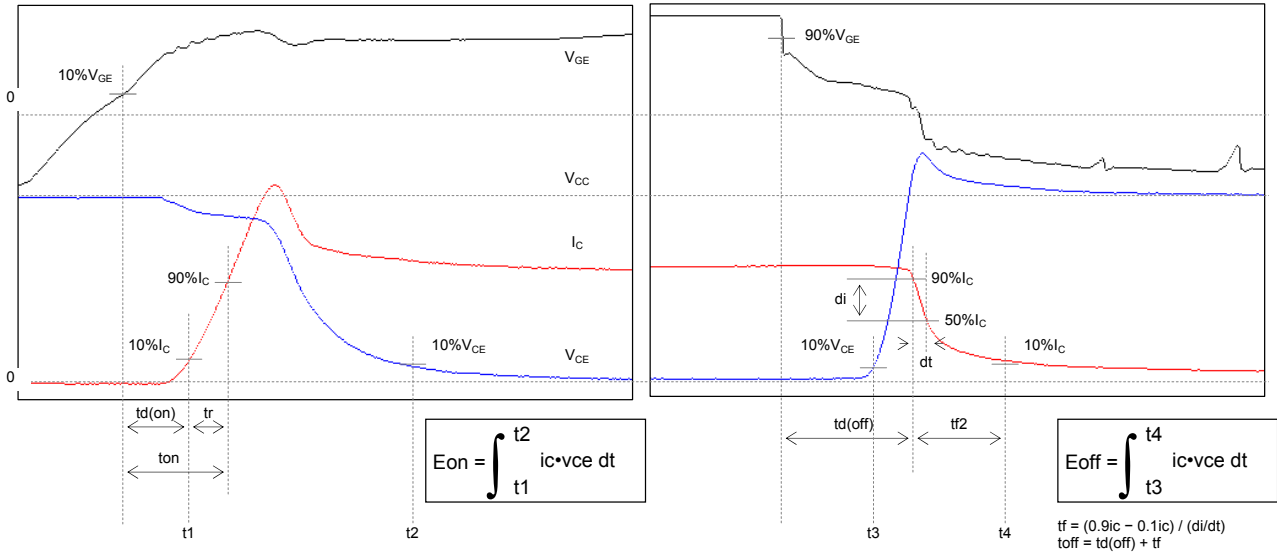 90%VGE
VGE
10%VGE
0
VCC
IC
90%IC
90%IC
di
50%IC
10%IC
10%VCE
VCE
10%VCE
10%IC
dt
0
td(on)
tr
ton
Eon = ∫ t2 t1 ic•vce dt
td(off)
tf2
Eoff = ∫ t4 t3 ic•vce dt
t1
t2
t3
t4
tf = (0.9ic − 0.1ic) / (di/dt)
toff = td(off) + tf